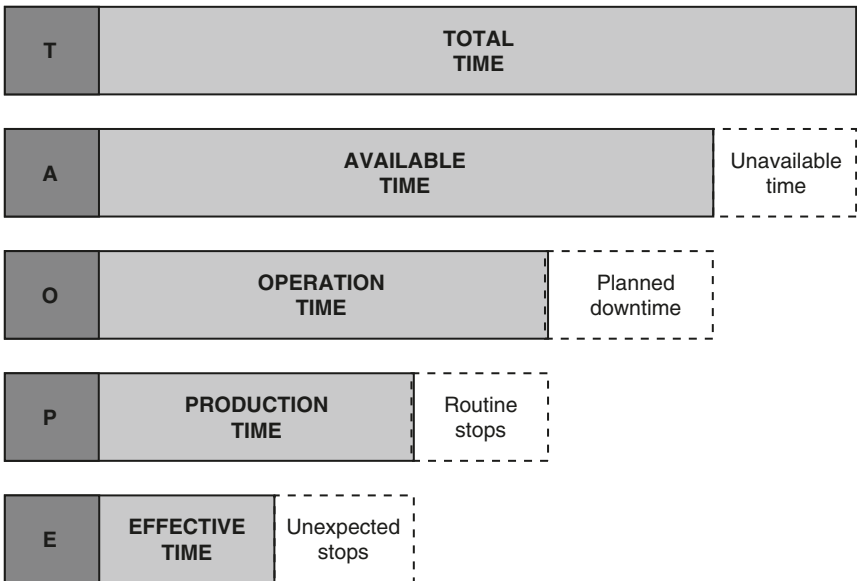 T
TOTAL
TIME
A
AVAILABLE
TIME
Unavailable
time
O
OPERATION
TIME
Planned
downtime
P
PRODUCTION
TIME
Routine
stops
E
EFFECTIVE
TIME
Unexpected
stops